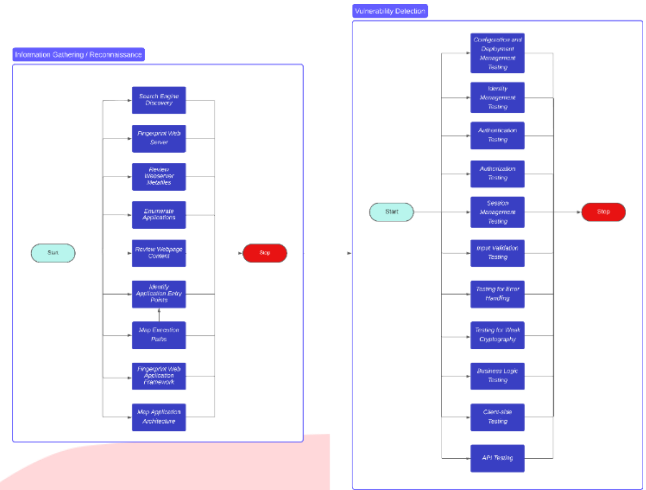 Information Gathering / Reconnaissance
Start
Search Engine
Discovery
Fingerprint Web
Server
Review
Webserver
Metafiles
Enumerate
Applications
Review Webpage
Content
Identify
Application Entry
Points
Map Execution
Paths
Fingerprint Web
Application
Framework
Map Application
Architecture
Stop
Vulnerability Detection
Start
Configuration and
Deployment
Management
Testing
Identity
Management
Testing
Authentication
Testing
Authorization
Testing
Session
Management
Testing
Input Validation
Testing
Testing for Error
Handling
Testing for Weak
Cryptography
Business Logic
Testing
Client-side
Testing
API Testing
Stop